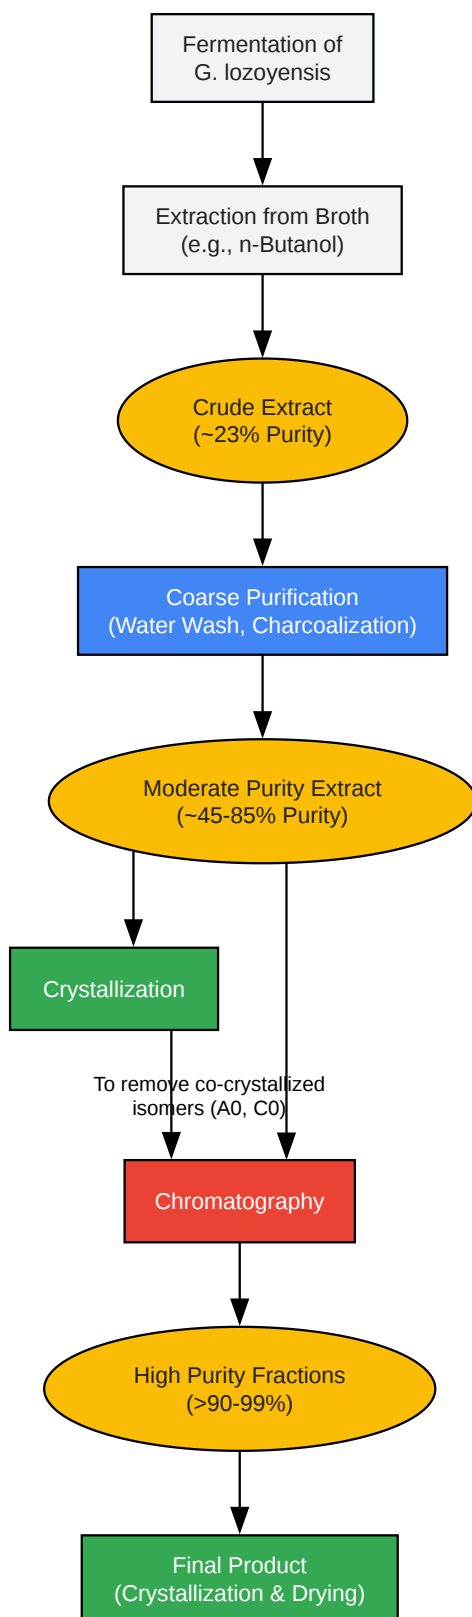 Fermentation of
G. lozoyensis
Extraction from Broth
(e.g., n-Butanol)
Crude Extract
(~23% Purity)
Coarse Purification
(Water Wash, Charcoalization)
Moderate Purity Extract
(~45-85% Purity)
Crystallization
To remove co-crystallized
isomers (A0, C0)
Chromatography
High Purity Fractions
(>90-99%)
Final Product
(Crystallization & Drying)